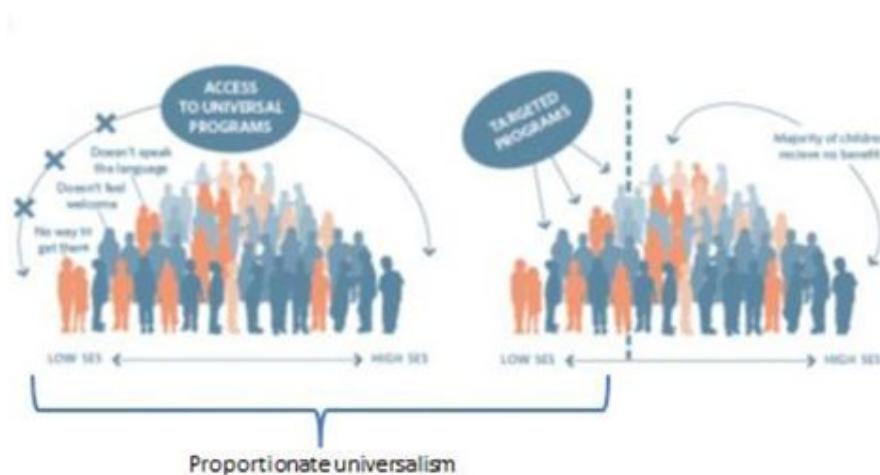 ACCESS
TO UNIVERSAL
PROGRAMS
Doesn't speak
the language
Doesn't feel
welcome
No way to
get there
LOW SES
HIGH SES
TARGETED
PROGRAMS
Majority of children
recieve no benefit
LOW SES
HIGH SES
Proportionate universalism